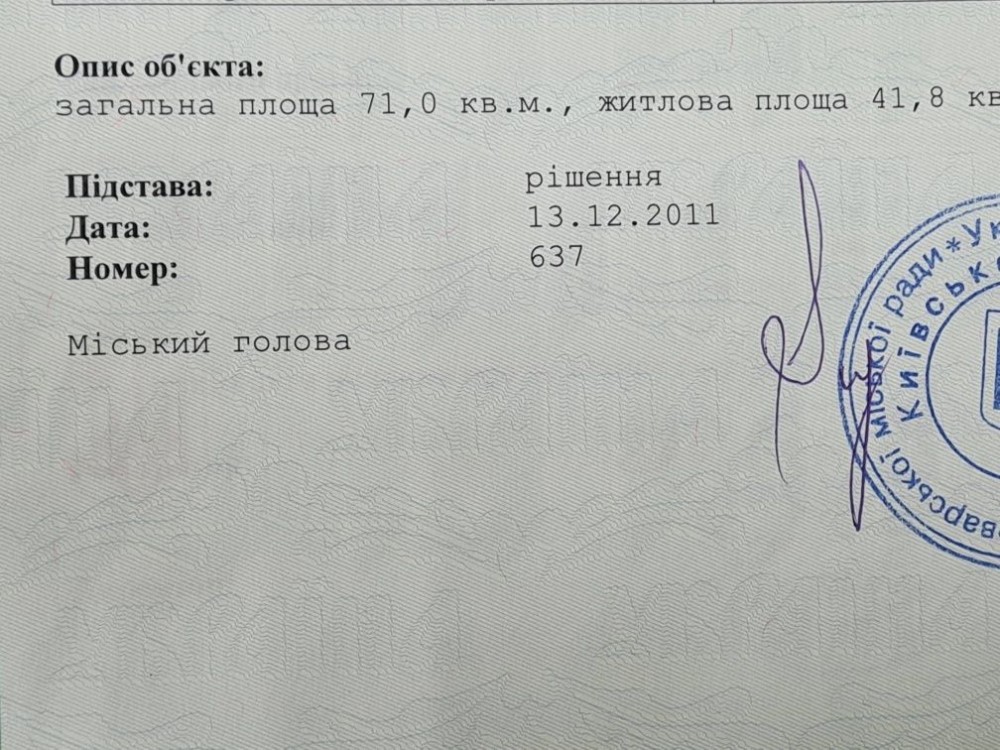 Опис об'єкта:
загальна площа 71,0 кв.м., житлова площа 41,8 кв
Підстава: рішення
Дата: 13.12.2011
Номер: 637
Міський голова
міської ради * Ук
Київськ